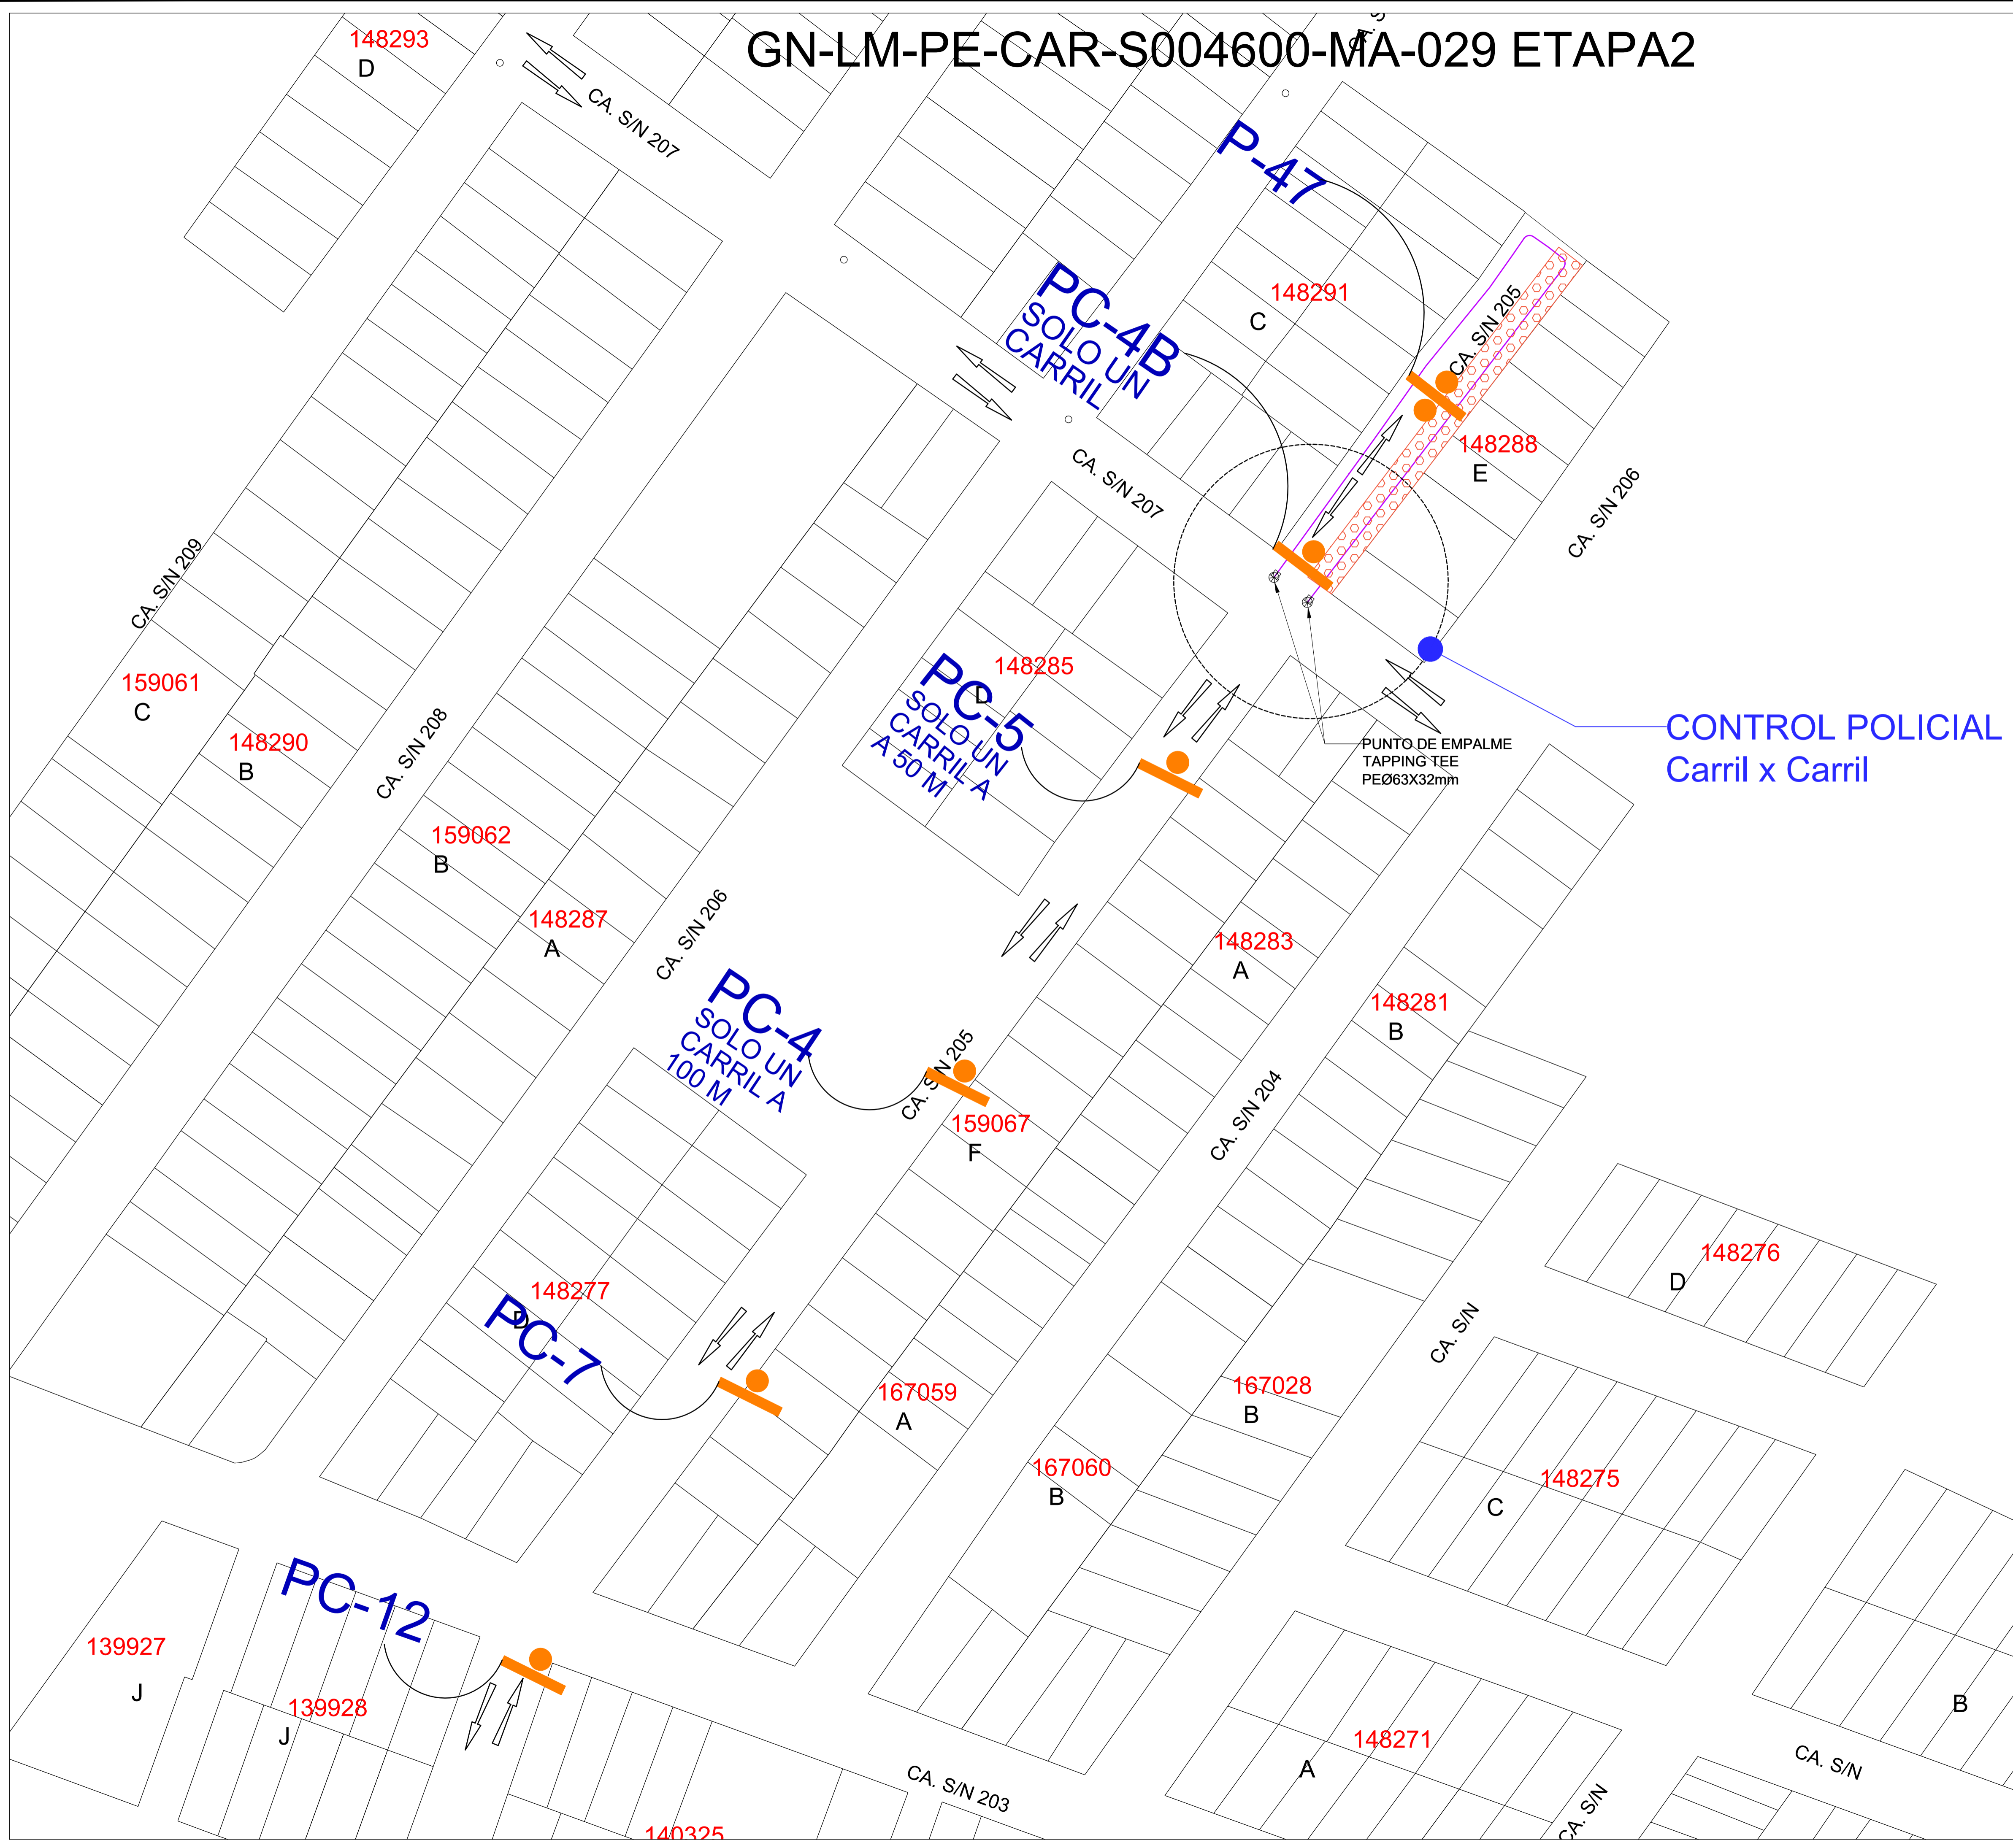 GN-LM-PE-CAR-S004600-MA-029 ETAPA2
148293
D
CA. S/N 207
P-47
PC-4B
SOLO UN
CARRIL
148291
C
CA. S/N 205
148288
E
CA. S/N 206
CA. S/N 207
CA. S/N 209
159061
C
148290
B
CA. S/N 208
PC-5
SOLO UN
CARRIL A
A 50 M
148285
D
PUNTO DE EMPALME
TAPPING TEE
PEØ63X32mm
CONTROL POLICIAL
Carril x Carril
159062
B
148287
A
CA. S/N 206
148283
A
148281
B
PC-4
SOLO UN
CARRIL A
100 M
CA. S/N 205
159067
F
CA. S/N 204
148276
D
148277
D
PC-7
CA. S/N
167059
A
167028
B
167060
B
148275
C
PC-12
139927
J
139928
J
148271
A
B
CA. S/N
CA. S/N 203
CA. S/N
140325